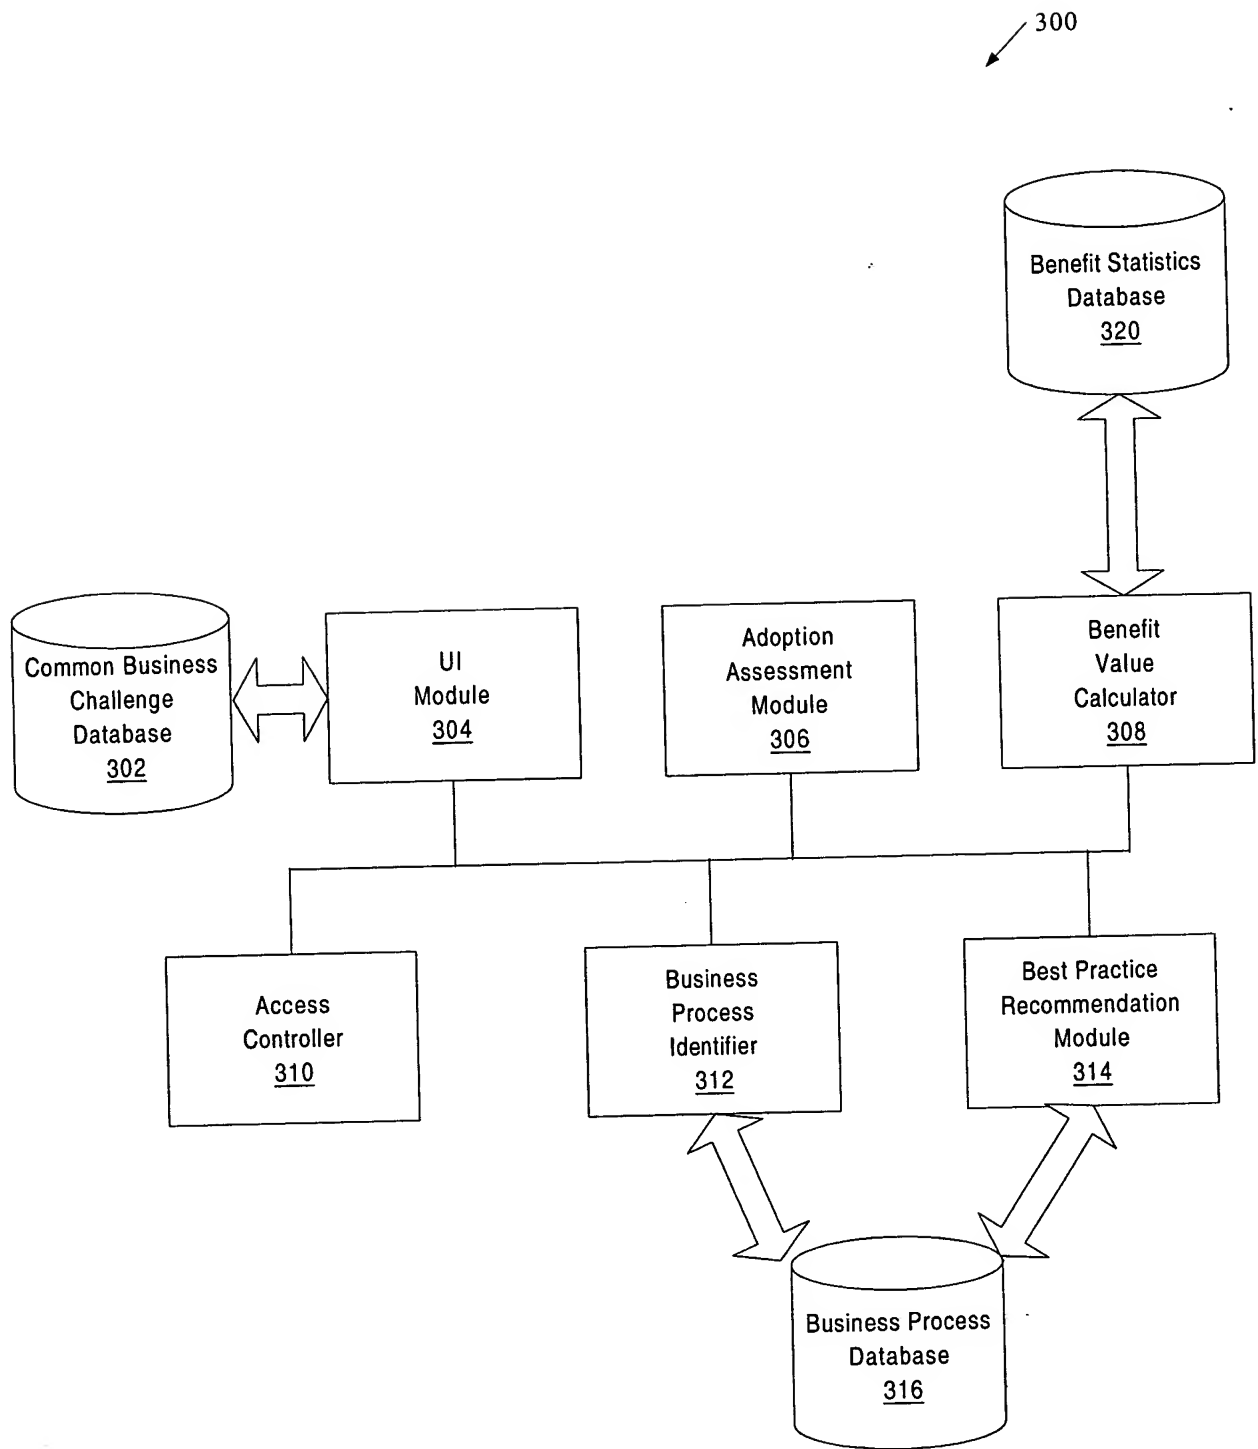 300
Benefit Statistics
Database
320
Common Business
Challenge
Database
302
UI
Module
304
Adoption
Assessment
Module
306
Benefit
Value
Calculator
308
Access
Controller
310
Business
Process
Identifier
312
Best Practice
Recommendation
Module
314
Business Process
Database
316